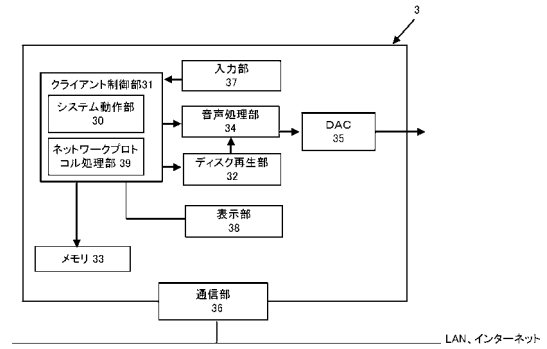 3
クライアント制御部31
システム動作部
30
ネットワークプロト
コル処理部 39
入力部
37
音声処理部
34
DAC
35
ディスク再生部
32
表示部
38
メモリ 33
通信部
36
LAN、インターネット